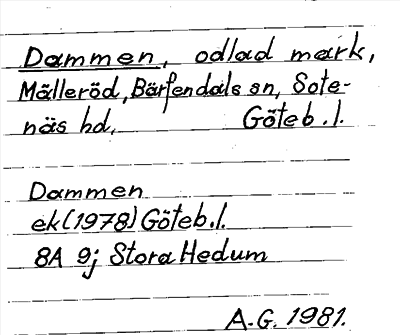 Dammen, odlad mark,
Mälleröd, Bärfendals sn, Sote-
näs hd, Göteb. l.
Dammen
ek (1978) Göteb. l.
8A 9j Stora Hedum
A.G. 1981.